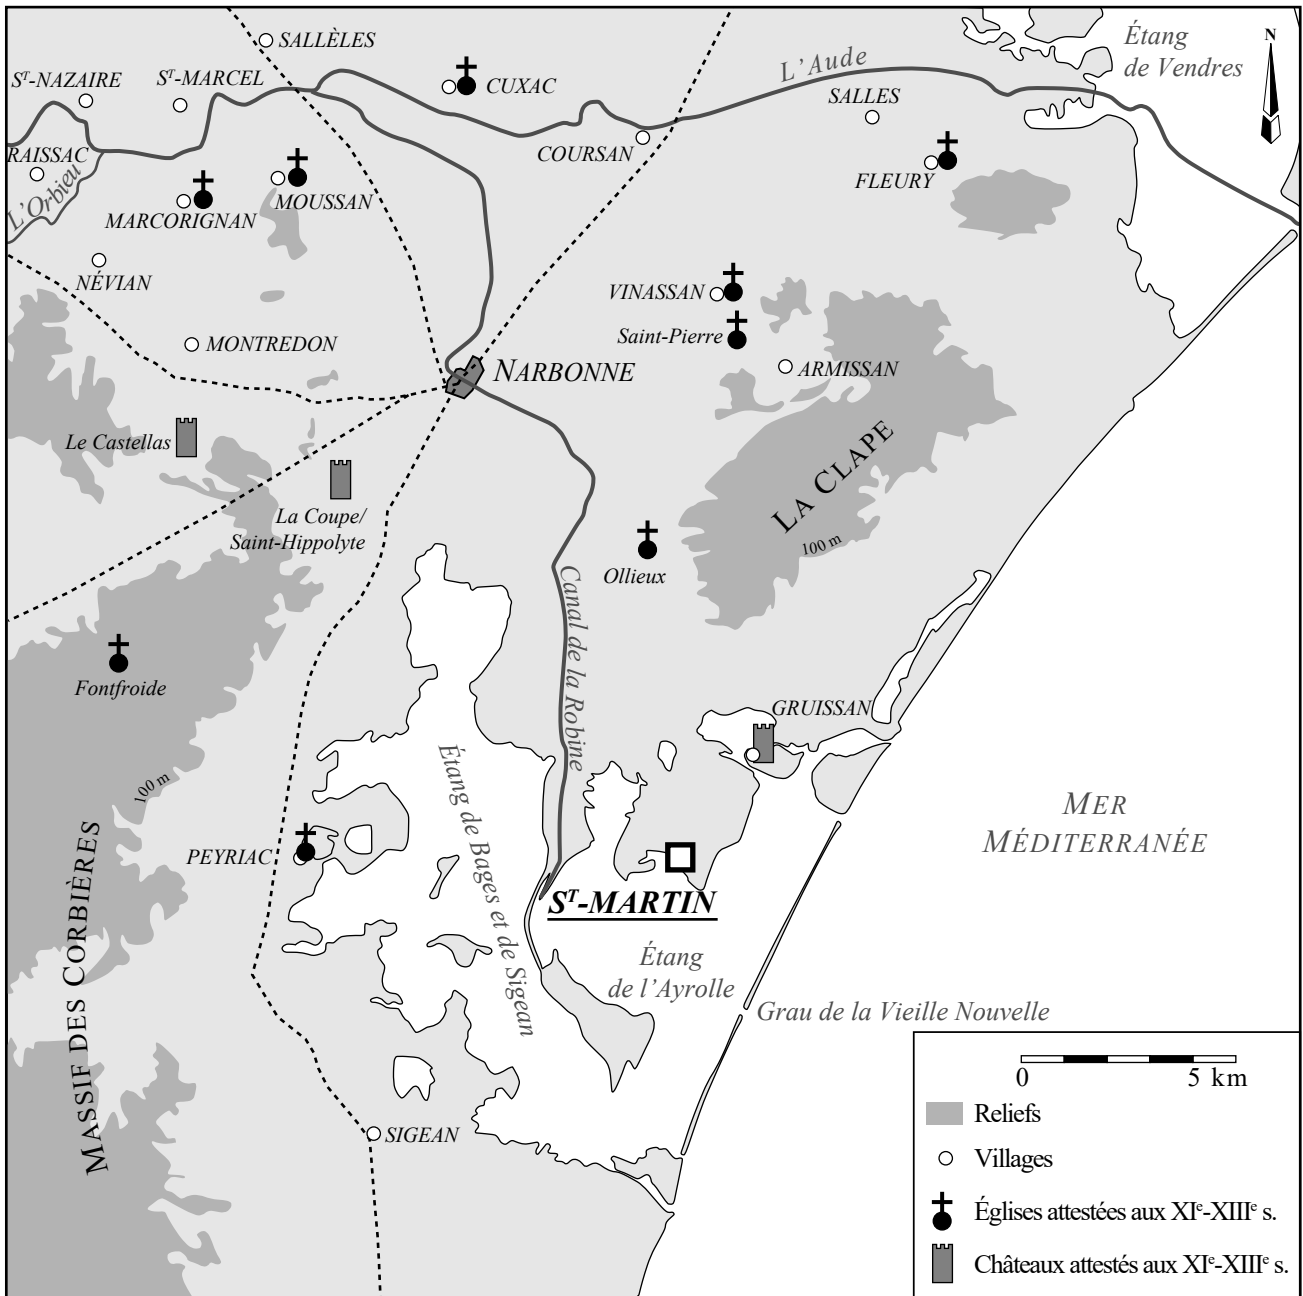 SALLÈLES
Étang
de Vendres
N
Sᵀ-NAZAIRE
Sᵀ-MARCEL
CUXAC
L'Aude
SALLES
COURSAN
RAISSAC
L'Orbieu
FLEURY
MOUSSAN
MARCORIGNAN
NÉVIAN
VINASSAN
Saint-Pierre
MONTREDON
ARMISSAN
NARBONNE
Le Castellas
LA CLAPE
La Coupe/
Saint-Hippolyte
100 m
Ollieux
Canal de la Robine
Fontfroide
GRUISSAN
Étang de Bages et de Sigean
100 m
MER
MÉDITERRANÉE
PEYRIAC
MASSIF DES CORBIÈRES
Sᵀ-MARTIN
Étang
de l'Ayrolle
Grau de la Vieille Nouvelle
SIGEAN
0 5 km
Reliefs
Villages
Églises attestées aux XIᵉ-XIIIᵉ s.
Châteaux attestés aux XIᵉ-XIIIᵉ s.